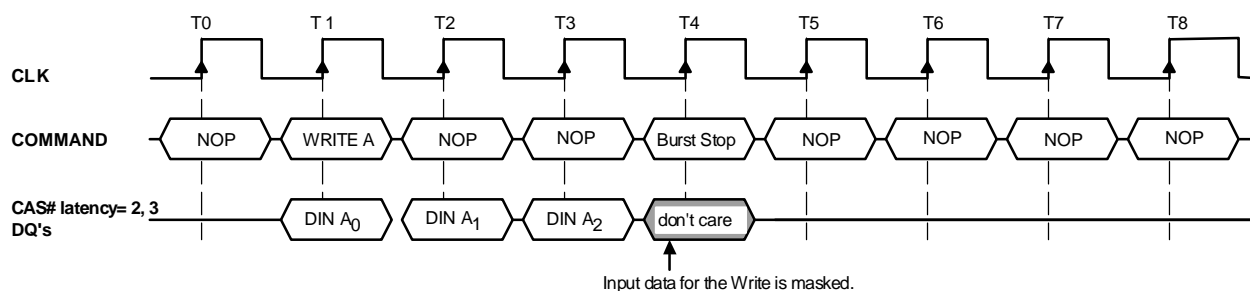 T0 T1 T2 T3 T4 T5 T6 T7 T8
CLK
COMMAND NOP WRITE A NOP NOP Burst Stop NOP NOP NOP NOP
CAS# latency= 2, 3
DQ's DIN A0 DIN A1 DIN A2 don't care
Input data for the Write is masked.